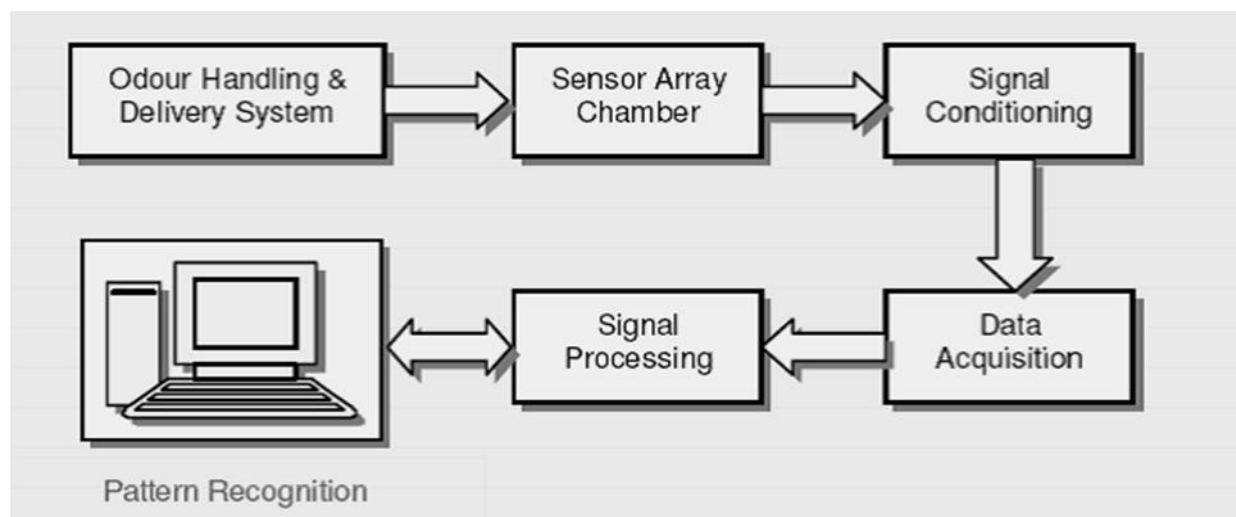 Odour Handling &
Delivery System
Sensor Array
Chamber
Signal
Conditioning
Data
Acquisition
Signal
Processing
Pattern Recognition